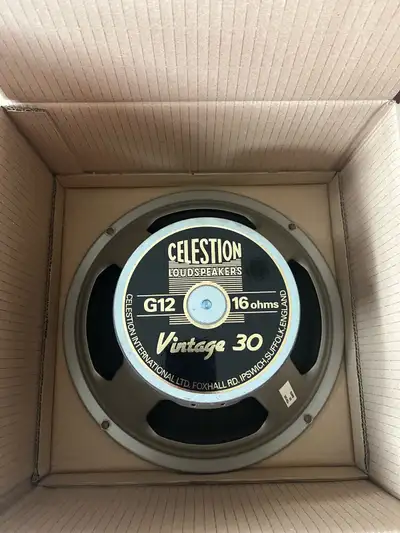 CELESTION
LOUDSPEAKERS
G12 16 ohms
Vintage 30
CELESTION INTERNATIONAL LTD. FOXHALL RD. IPSWICH, SUFFOLK, ENGLAND